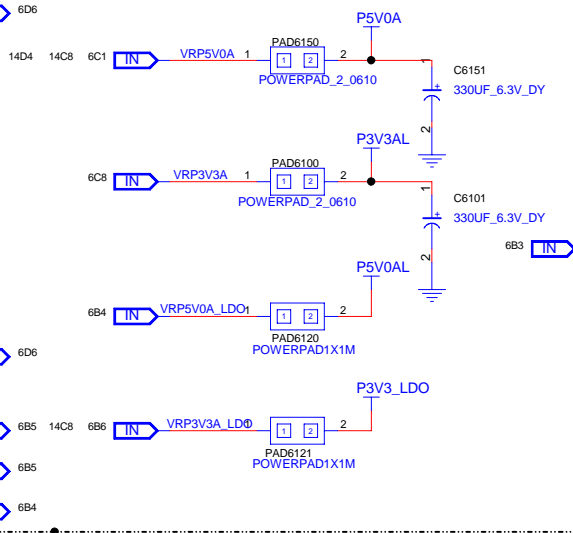 6D6
P5V0A
14D4 14C8 6C1 IN VRP5V0A 1 PAD6150 2
1 2
POWERPAD_2_0610
1 C6151
330UF_6.3V_DY
+
2
P3V3AL
6C8 IN VRP3V3A 1 PAD6100 2
1 2
POWERPAD_2_0610
1 C6101
330UF_6.3V_DY
+
2
6B3 IN
P5V0AL
6B4 IN VRP5V0A_LDO 1 2
1 2
PAD6120
POWERPAD1X1M
6D6
P3V3_LDO
6B5 14C8 6B6 IN VRP3V3A_LDO 1 2
1 2
PAD6121
POWERPAD1X1M
6B5
6B4